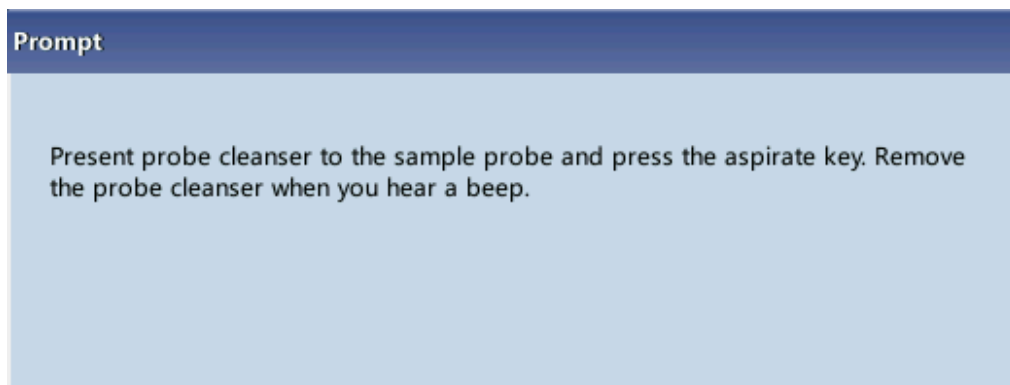 Prompt
Present probe cleanser to the sample probe and press the aspirate key. Remove
the probe cleanser when you hear a beep.